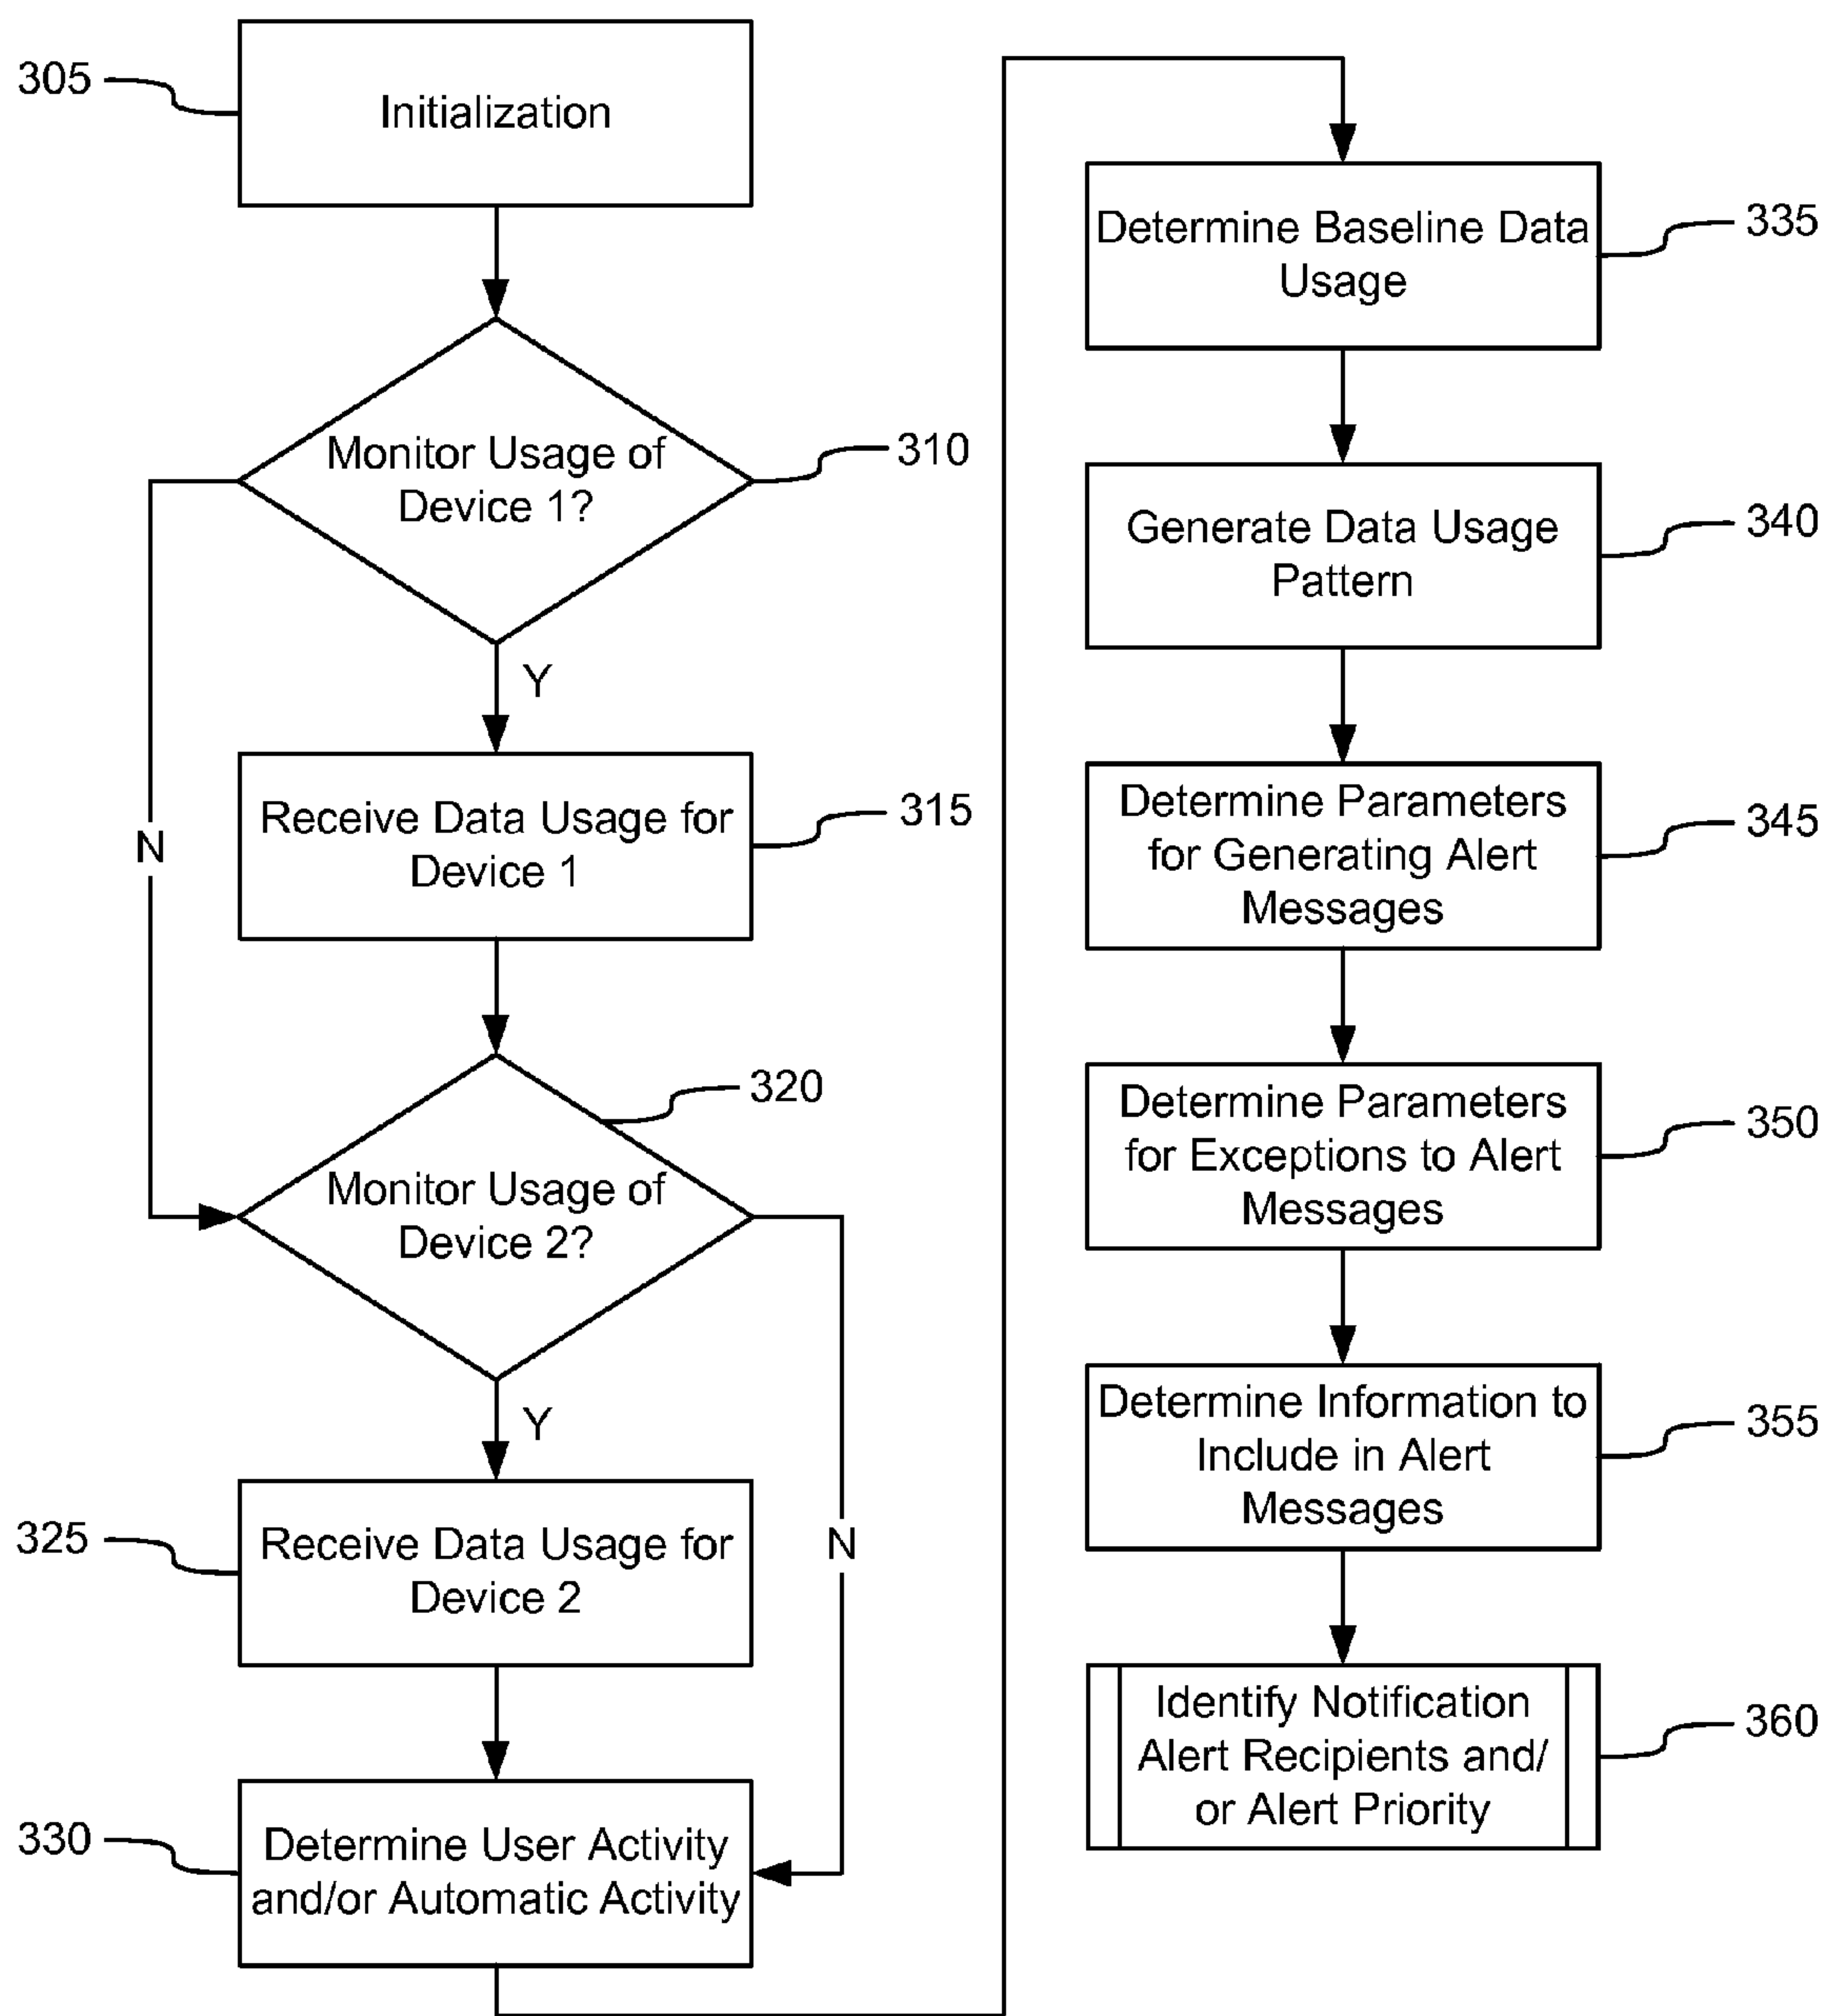 305
Initialization
Monitor Usage of
Device 1?
310
Y
N
Receive Data Usage for
Device 1
315
320
Monitor Usage of
Device 2?
Y
N
325
Receive Data Usage for
Device 2
330
Determine User Activity
and/or Automatic Activity
Determine Baseline Data
Usage
335
Generate Data Usage
Pattern
340
Determine Parameters
for Generating Alert
Messages
345
Determine Parameters
for Exceptions to Alert
Messages
350
Determine Information to
Include in Alert
Messages
355
Identify Notification
Alert Recipients and/
or Alert Priority
360